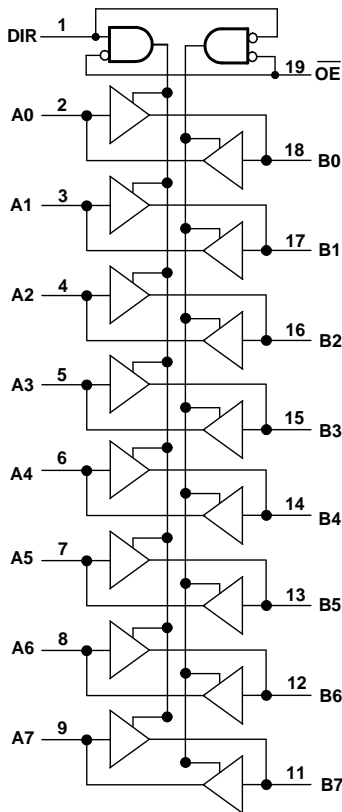 DIR 1
19 O̅E̅
A0 2
18 B0
A1 3
17 B1
A2 4
16 B2
A3 5
15 B3
A4 6
14 B4
A5 7
13 B5
A6 8
12 B6
A7 9
11 B7